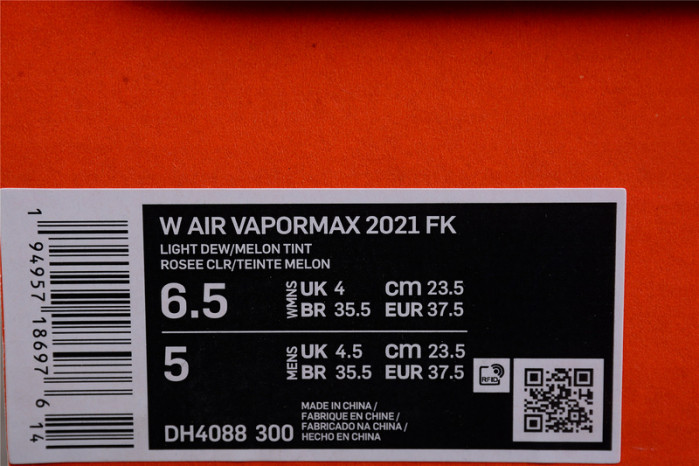 W AIR VAPORMAX 2021 FK
LIGHT DEW/MELON TINT
ROSEE CLR/TEINTE MELON
6.5 WMNS UK 4 cm 23.5
BR 35.5 EUR 37.5
5 MENS UK 4.5 cm 23.5
BR 35.5 EUR 37.5
RFID
DH4088 300
MADE IN CHINA /
FABRIQUE EN CHINE /
FABRICADO NA CHINA /
HECHO EN CHINA
1 94957 18697 6 14